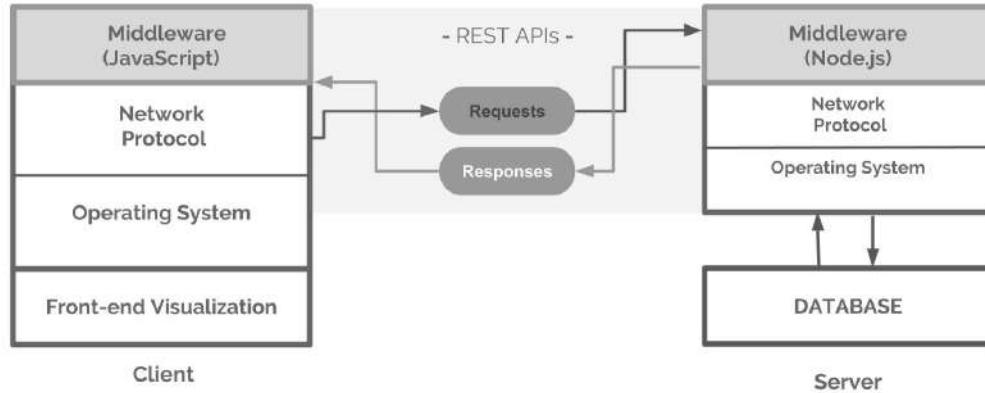 Middleware
(JavaScript)
Network
Protocol
Operating System
Front-end Visualization
Client
- REST APIs -
Requests
Responses
Middleware
(Node.js)
Network
Protocol
Operating System
DATABASE
Server